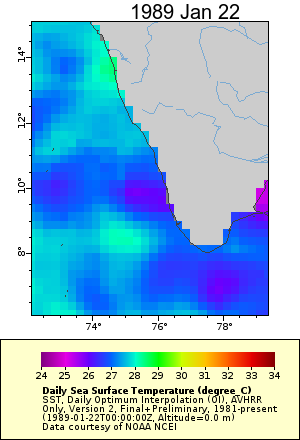 1989 Jan 22
14°
12°
10°
8°
74°
76°
78°
24 25 26 27 28 29 30 31 32 33 34
Daily Sea Surface Temperature (degree_C)
SST, Daily Optimum Interpolation (OI), AVHRR
Only, Version 2, Final+Preliminary, 1981-present
(1989-01-22T00:00:00Z, Altitude=0.0 m)
Data courtesy of NOAA NCEI